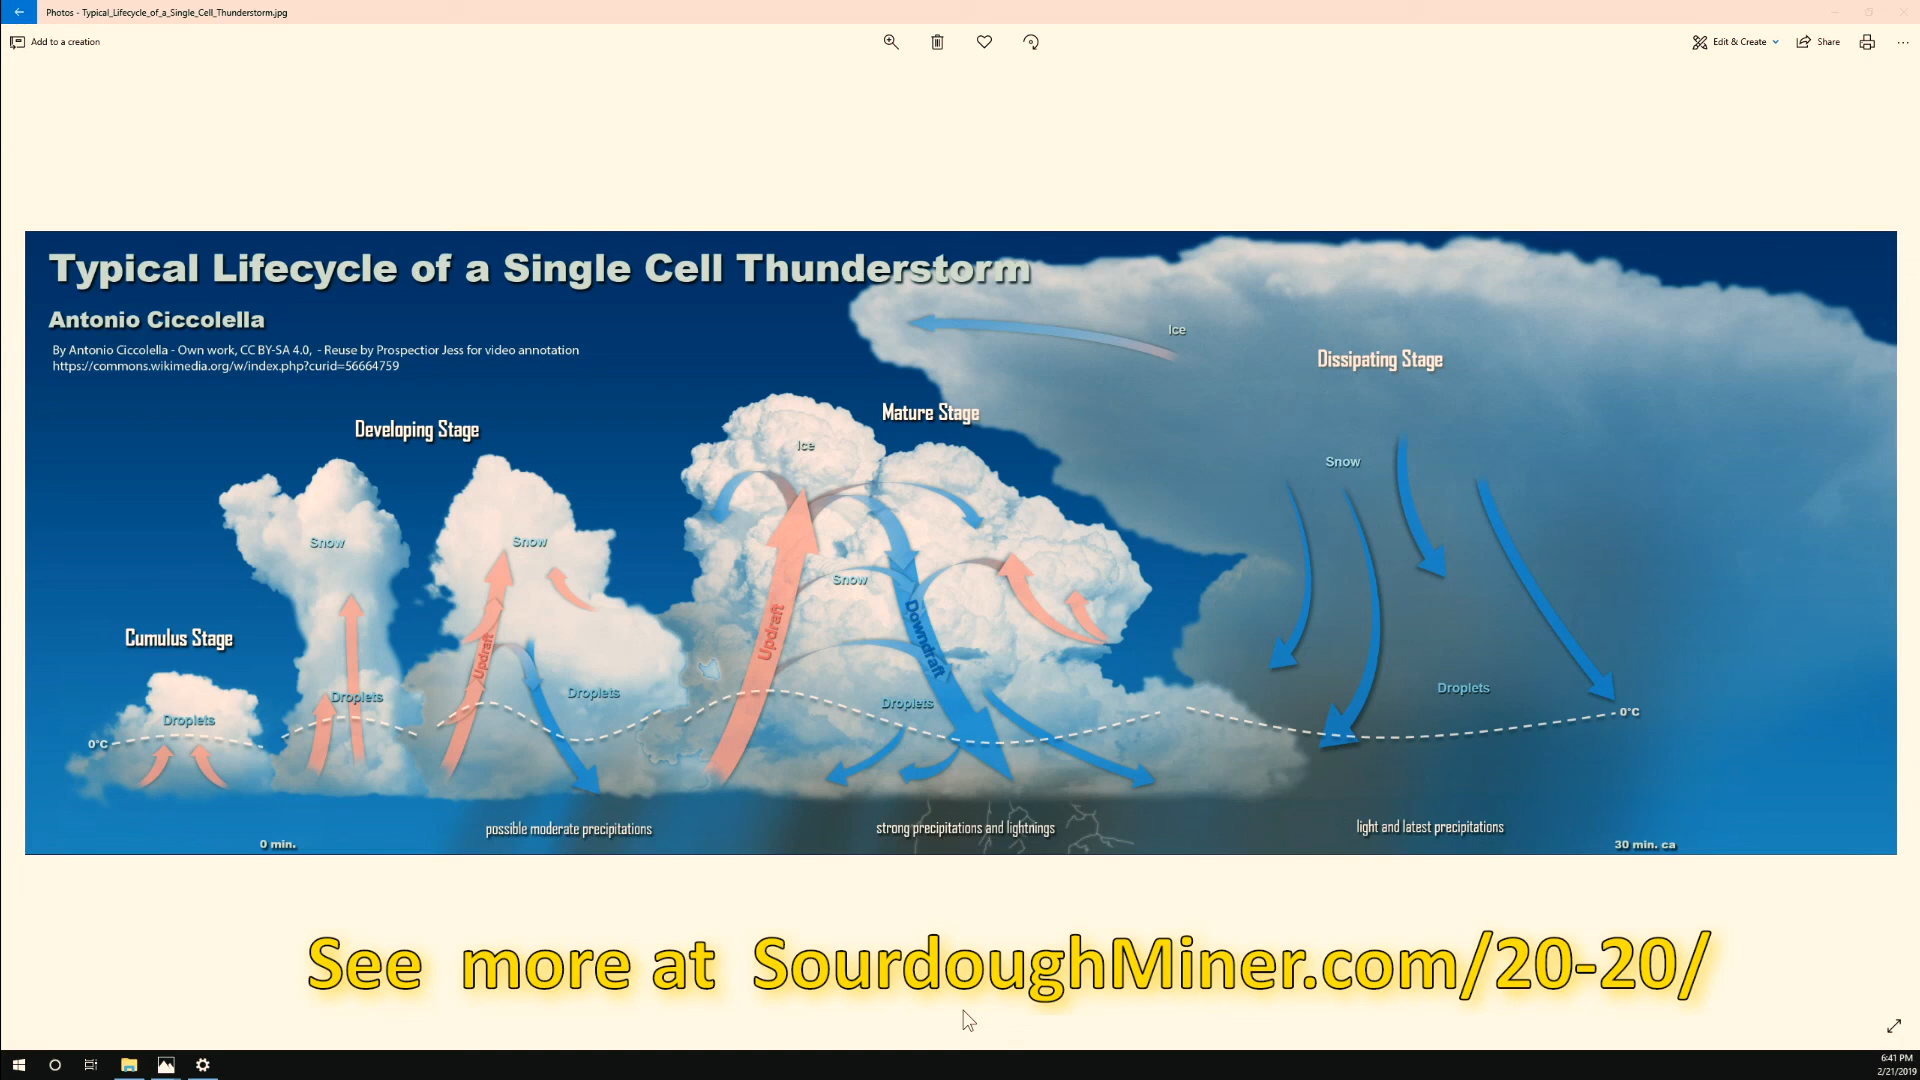 Photos - Typical_Lifecycle_of_a_Single_Cell_Thunderstorm.jpg
Add to a creation
Edit & Create
Share
Typical Lifecycle of a Single Cell Thunderstorm
Antonio Ciccolella
By Antonio Ciccolella - Own work, CC BY-SA 4.0, - Reuse by Prospectior Jess for video annotation
https://commons.wikimedia.org/w/index.php?curid=56664759
Ice
Dissipating Stage
Mature Stage
Developing Stage
Ice
Snow
Snow
Snow
Snow
Cumulus Stage
Updraft
Updraft
Downdraft
Droplets
Droplets
Droplets
Droplets
Droplets
0°C
0°C
possible moderate precipitations
strong precipitations and lightnings
light and latest precipitations
0 min.
30 min. ca
See more at SourdoughMiner.com/20-20/
6:41 PM
2/21/2019